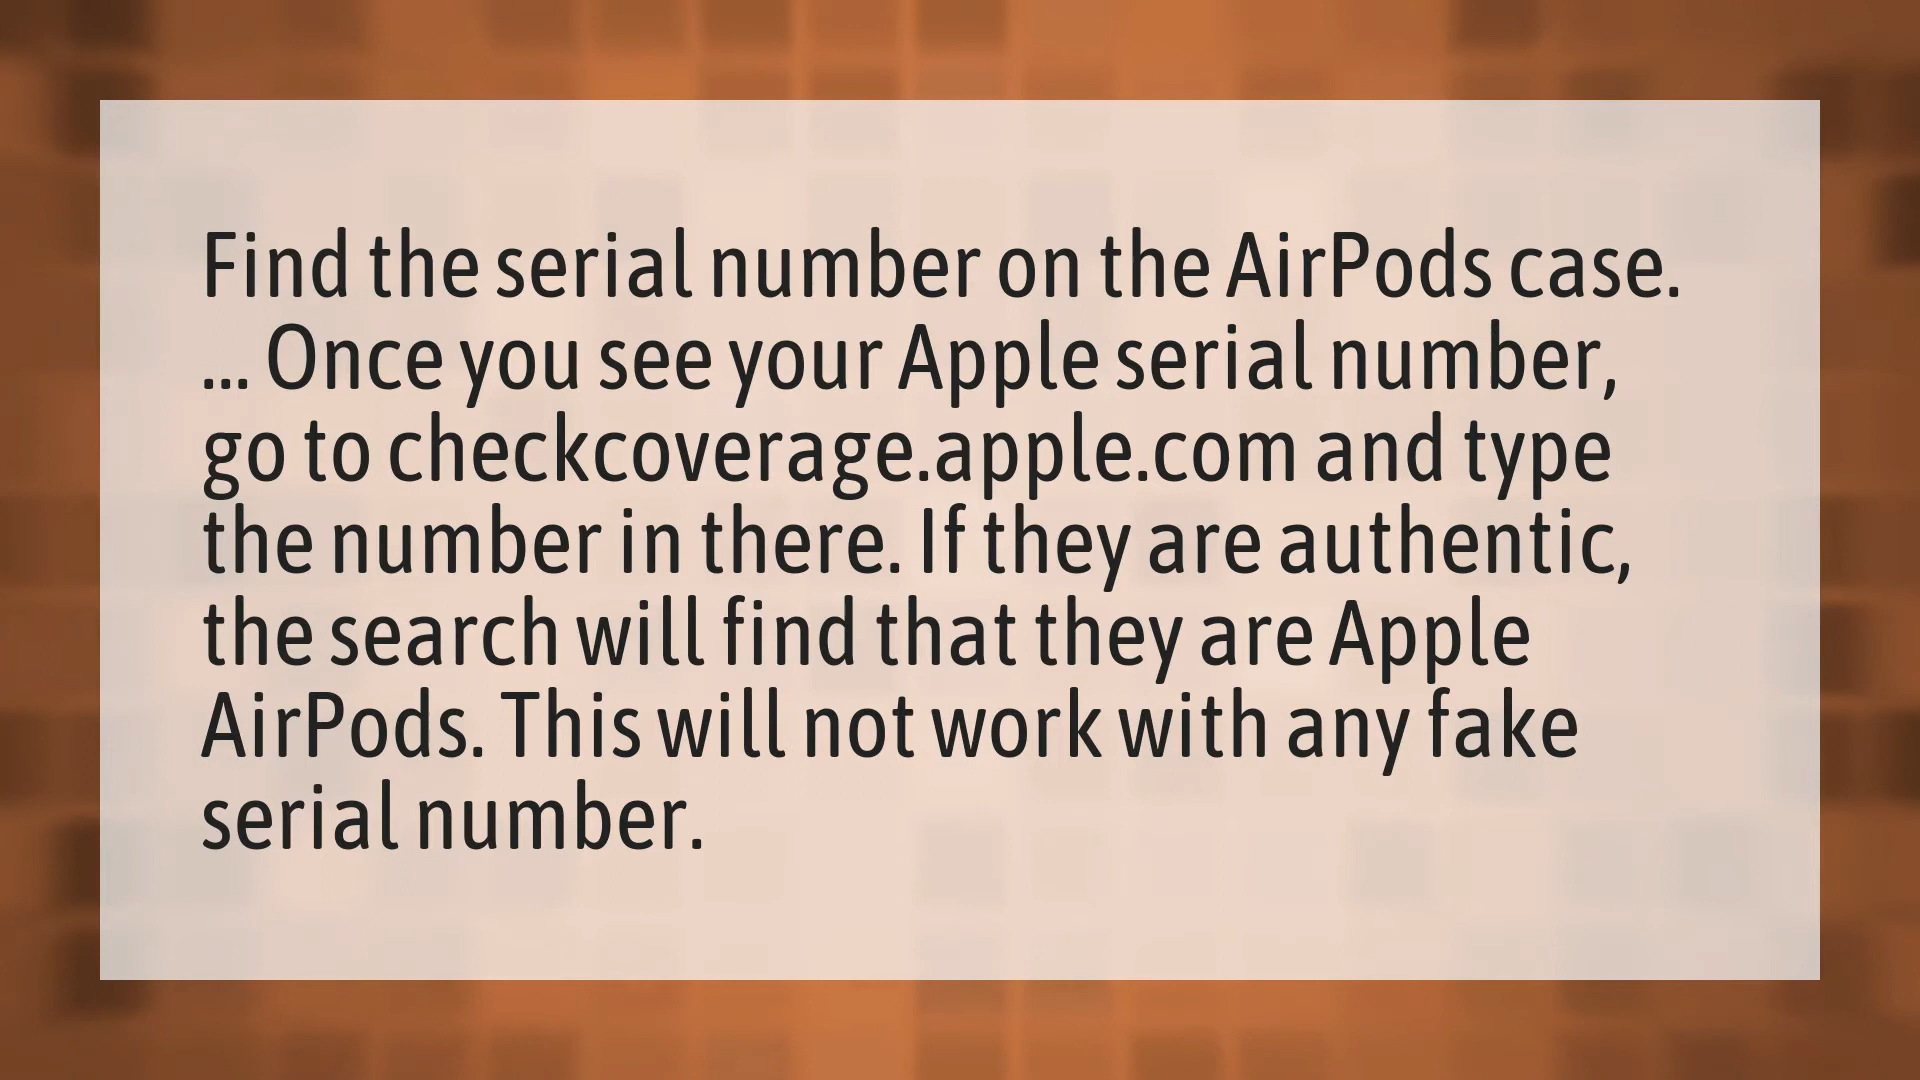 Find the serial number on the AirPods case.
... Once you see your Apple serial number,
go to checkcoverage.apple.com and type
the number in there. If they are authentic,
the search will find that they are Apple
AirPods. This will not work with any fake
serial number.